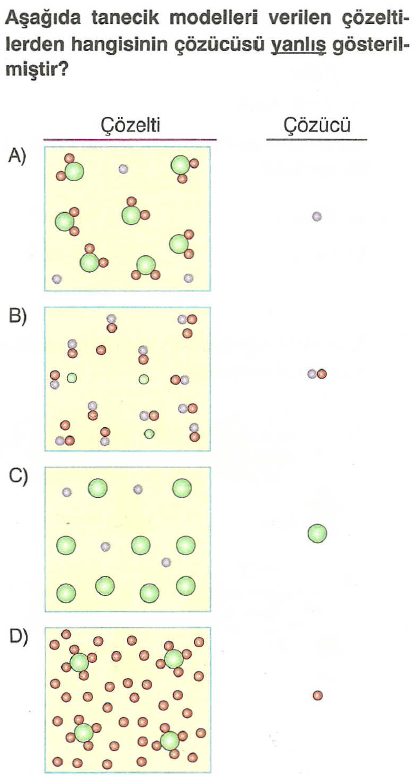 Aşağıda tanecik modelleri verilen çözelti-
lerden hangisinin çözücüsü yanlış gösteril-
miştir?
Çözelti Çözücü
A)
B)
C)
D)